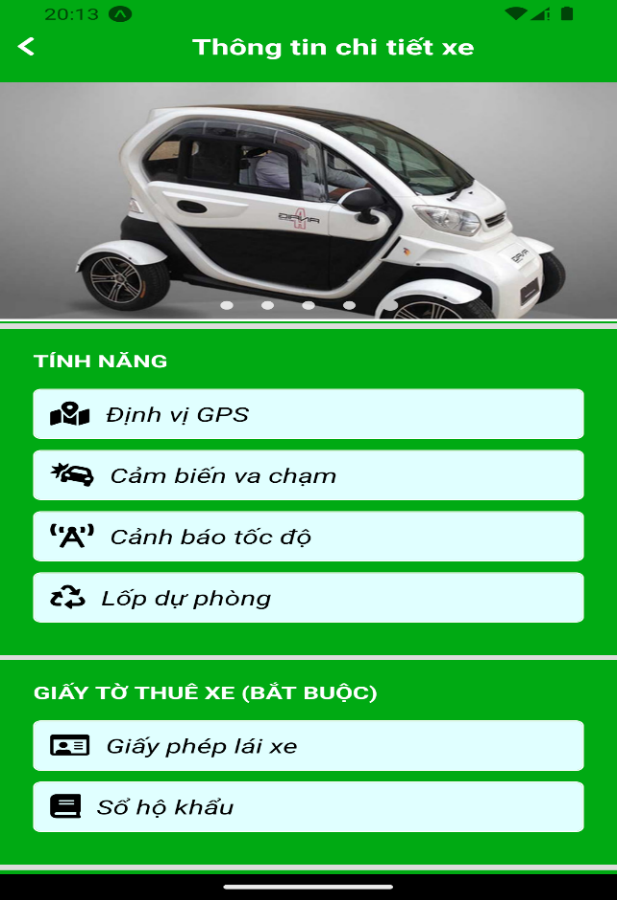 20:13
Thông tin chi tiết xe
TÍNH NĂNG
Định vị GPS
Cảm biến va chạm
Cảnh báo tốc độ
Lốp dự phòng
GIẤY TỜ THUÊ XE (BẮT BUỘC)
Giấy phép lái xe
Sổ hộ khẩu